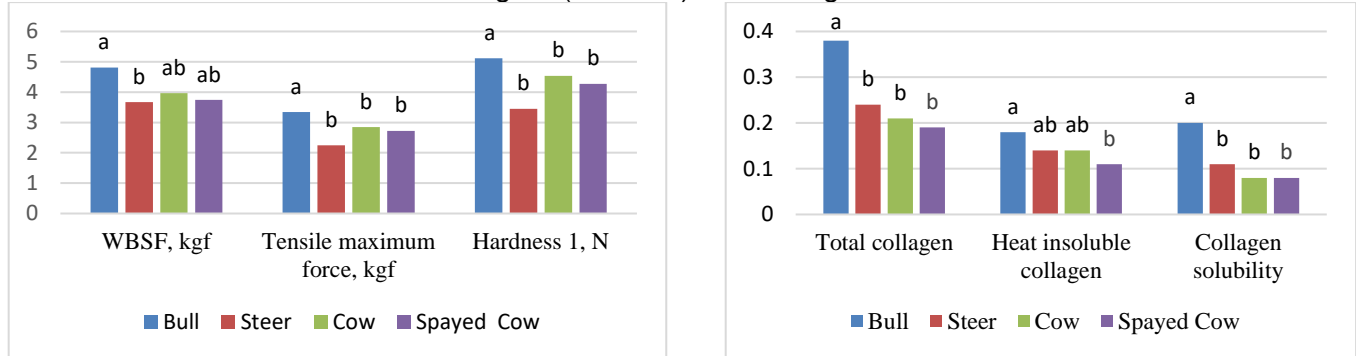 6
5
4
3
2
1
0
a
b
ab
ab
a
b
b
b
a
b
b
b
WBSF, kgf
Tensile maximum
force, kgf
Hardness 1, N
Bull Steer Cow Spayed Cow
0.4
0.3
0.2
0.1
0
a
b
b
b
a
ab
ab
b
a
b
b
b
Total collagen
Heat insoluble
collagen
Collagen
solubility
Bull Steer Cow Spayed Cow